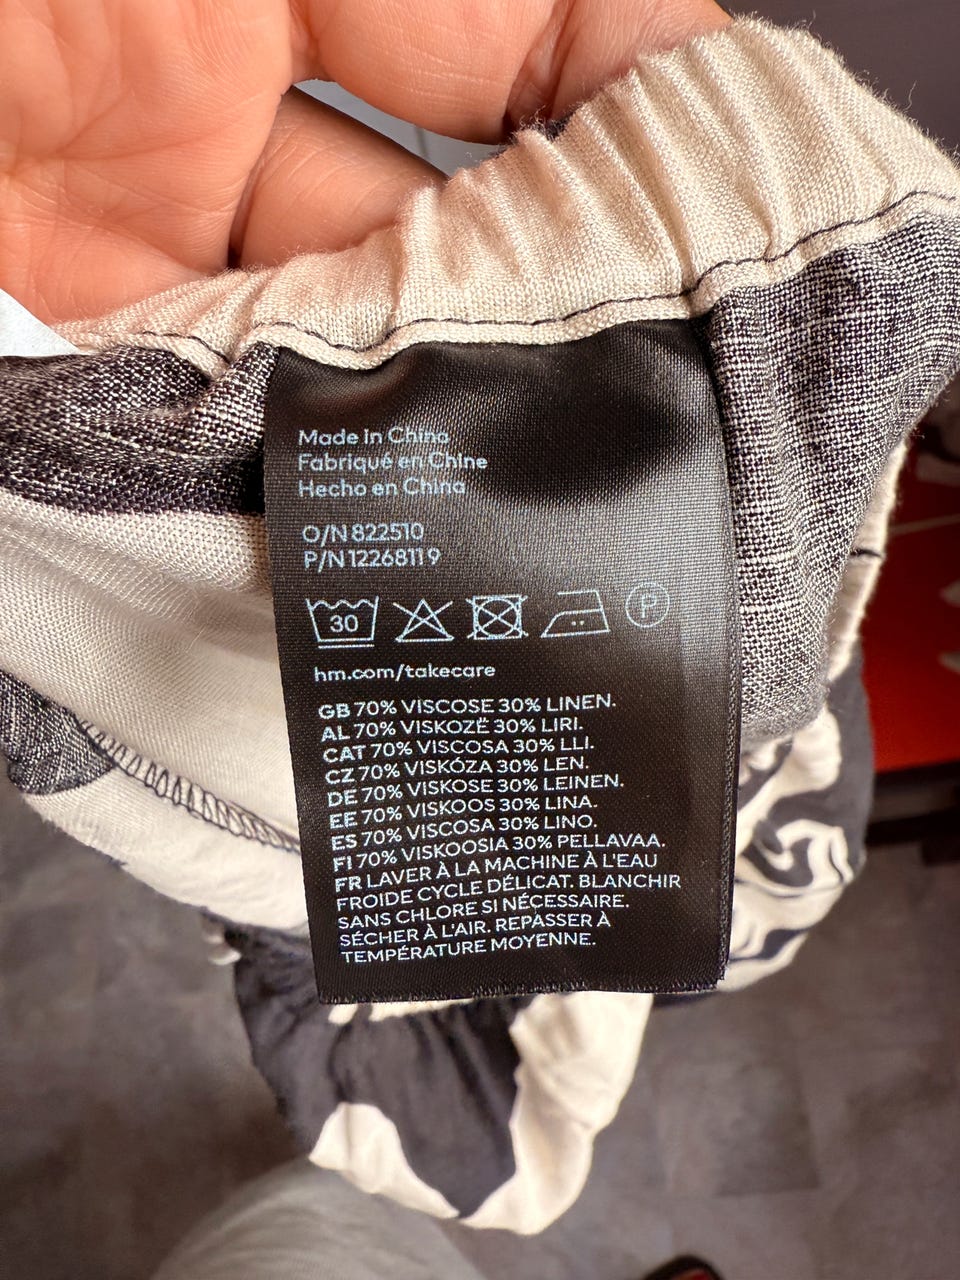 Made in China
Fabriqué en Chine
Hecho en China
O/N 822510
P/N 12268119
30
P
hm.com/takecare
GB 70% VISCOSE 30% LINEN.
AL 70% VISKOZË 30% LIRI.
CAT 70% VISCOSA 30% LLI.
CZ 70% VISKÓZA 30% LEN.
DE 70% VISKOSE 30% LEINEN.
EE 70% VISKOOS 30% LINA.
ES 70% VISCOSA 30% LINO.
FI 70% VISKOOSIA 30% PELLAVAA.
FR LAVER À LA MACHINE À L'EAU
FROIDE CYCLE DÉLICAT. BLANCHIR
SANS CHLORE SI NÉCESSAIRE.
SÉCHER À L'AIR. REPASSER À
TEMPÉRATURE MOYENNE.